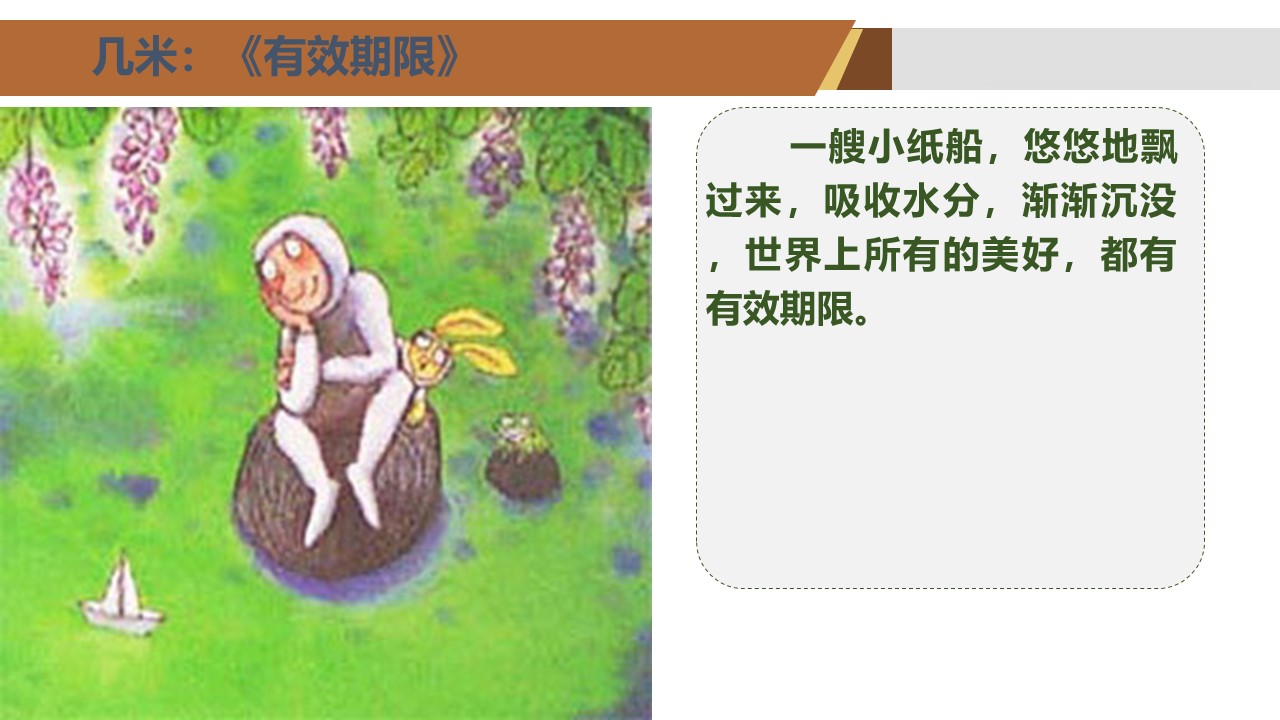 几米：《有效期限》
一艘小纸船，悠悠地飘
过来，吸收水分，渐渐沉没
，世界上所有的美好，都有
有效期限。